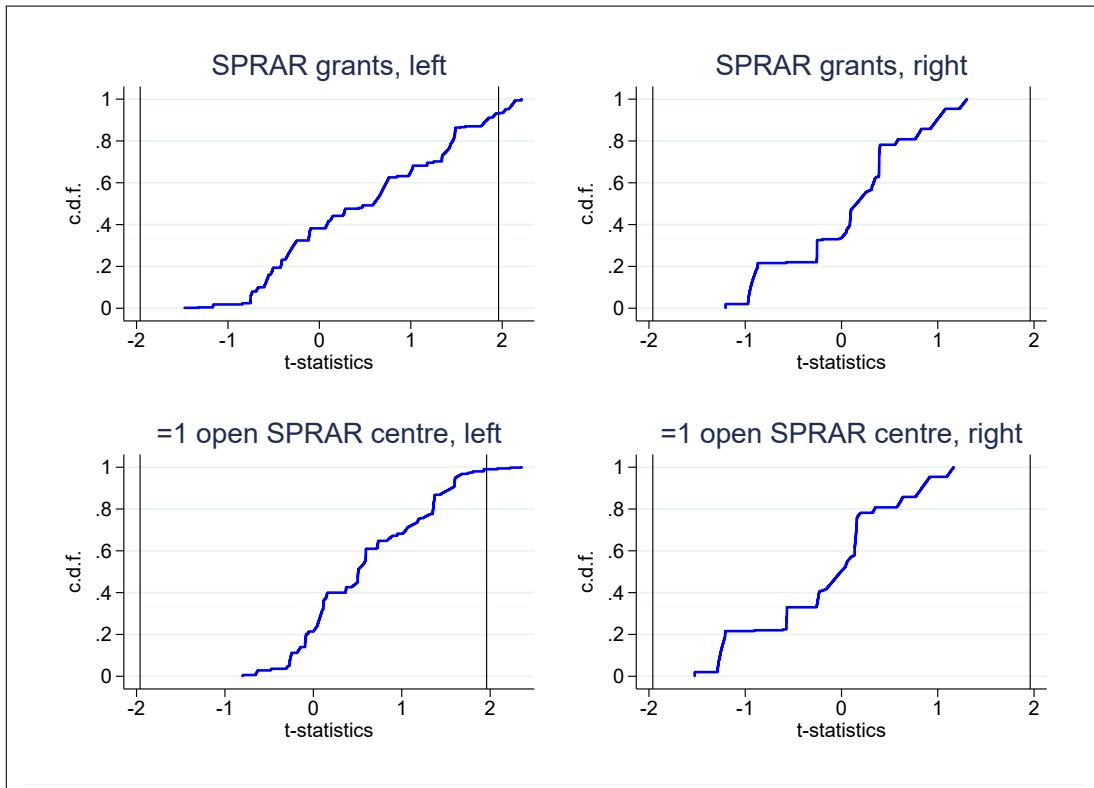 SPRAR grants, left
c.d.f.
1
.8
.6
.4
.2
0
-2 -1 0 1 2
t-statistics
SPRAR grants, right
c.d.f.
1
.8
.6
.4
.2
0
-2 -1 0 1 2
t-statistics
=1 open SPRAR centre, left
c.d.f.
1
.8
.6
.4
.2
0
-2 -1 0 1 2
t-statistics
=1 open SPRAR centre, right
c.d.f.
1
.8
.6
.4
.2
0
-2 -1 0 1 2
t-statistics